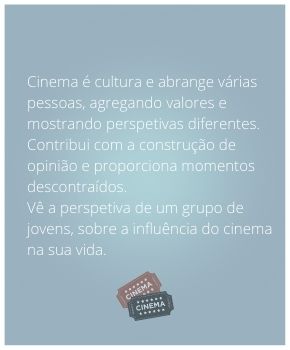 Cinema é cultura e abrange várias
pessoas, agregando valores e
mostrando perspetivas diferentes.
Contribui com a construção de
opinião e proporciona momentos
descontraídos.
Vê a perspetiva de um grupo de
jovens, sobre a influência do cinema
na sua vida.
CINEMA
CINEMA